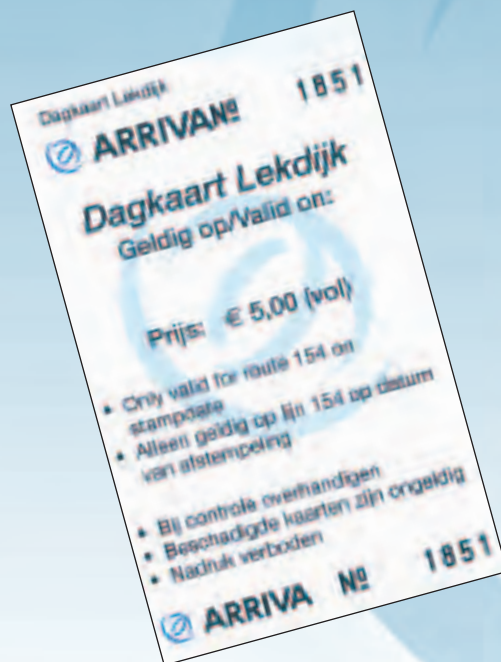 Dagkaart Lekdijk
ARRIVA Nº 1851
Dagkaart Lekdijk
Geldig op/Valid on:
Prijs: € 5,00 (vol)
• Only valid for route 154 on
stampdate
• Alleen geldig op lijn 154 op datum
van afstempeling
• Bij controle overhandigen
• Beschadigde kaarten zijn ongeldig
• Nadruk verboden
ARRIVA Nº 1851